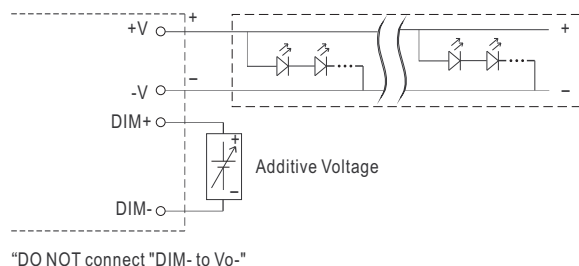 +V
+
+
-V
−
−
DIM+
+
Additive Voltage
−
DIM-
“DO NOT connect "DIM- to Vo-"